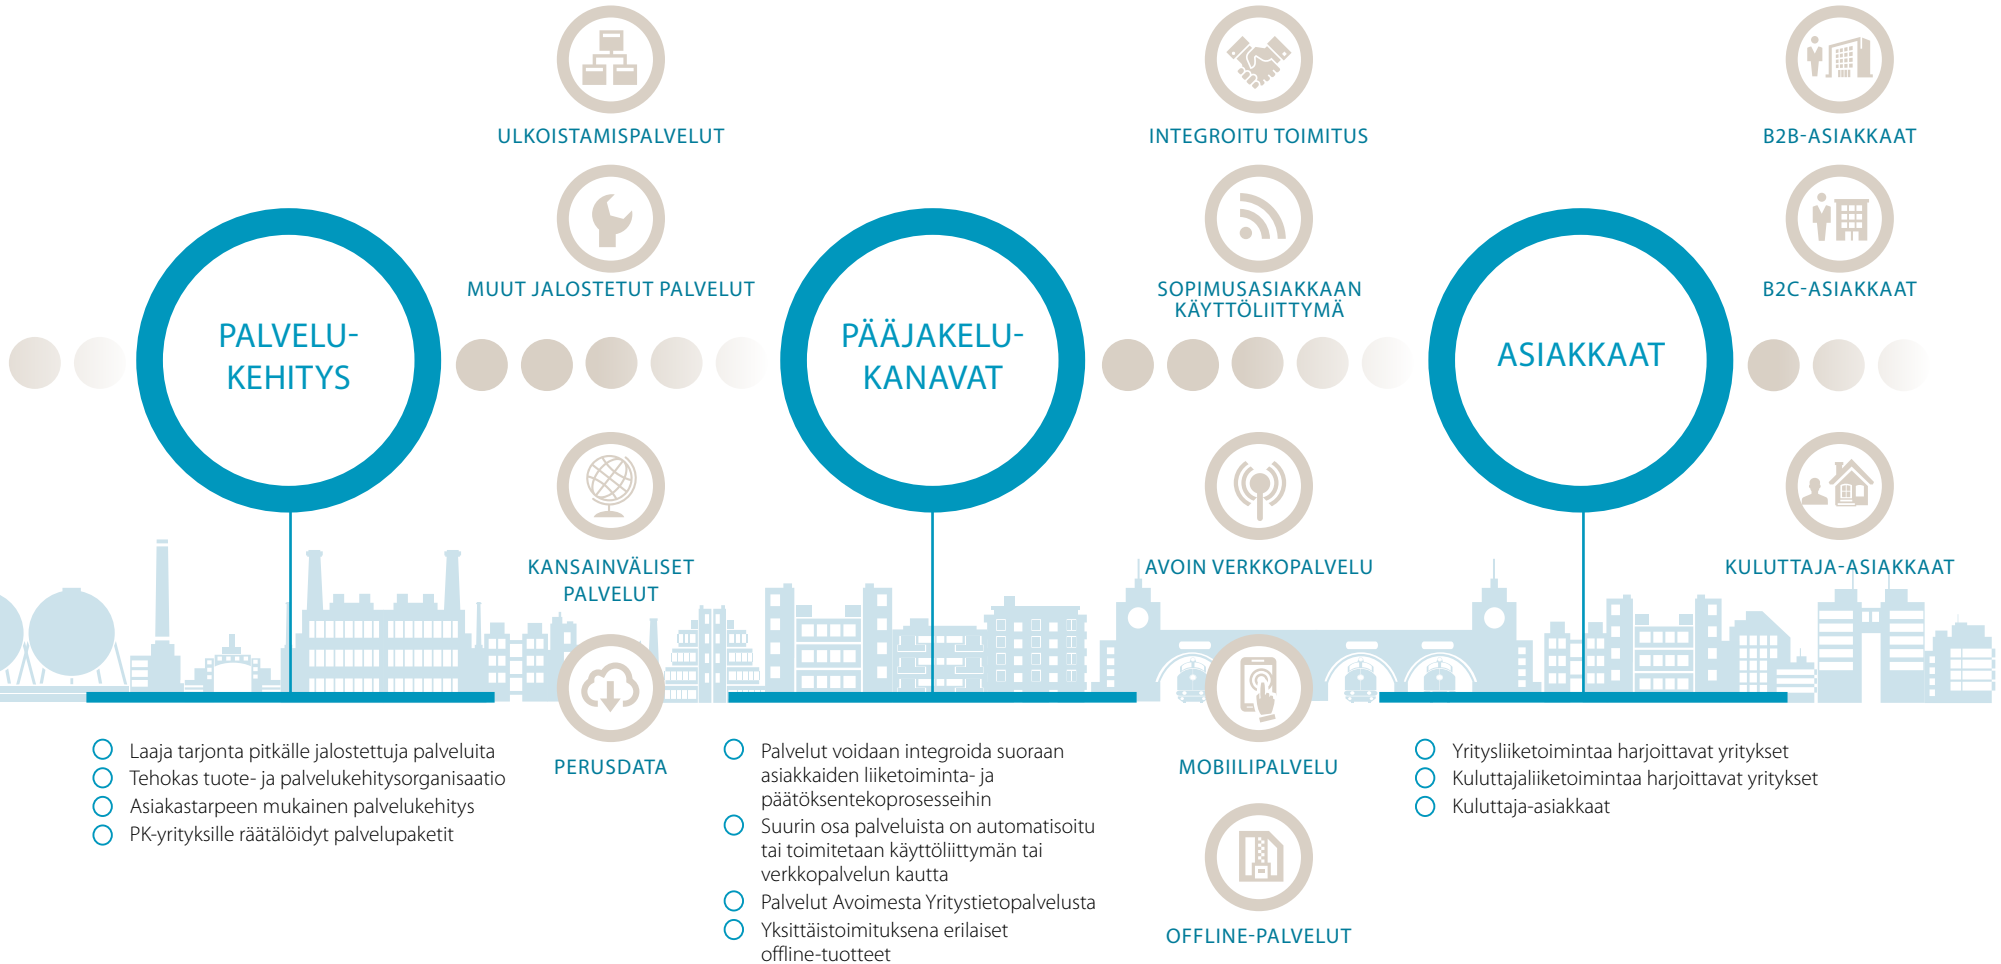 PALVELU-
KEHITYS
ULKOISTAMISPALVELUT
MUUT JALOSTETUT PALVELUT
KANSAINVÄLISET
PALVELUT
PERUSDATA
Laaja tarjonta pitkälle jalostettuja palveluita
Tehokas tuote- ja palvelukehitysorganisaatio
Asiakastarpeen mukainen palvelukehitys
PK-yrityksille räätälöidyt palvelupaketit
PÄÄJAKELU-
KANAVAT
INTEGROITU TOIMITUS
SOPIMUSASIAKKAAN
KÄYTTÖLIITTYMÄ
AVOIN VERKKOPALVELU
MOBIILIPALVELU
OFFLINE-PALVELUT
Palvelut voidaan integroida suoraan
asiakkaiden liiketoiminta- ja
päätöksentekoprosesseihin
Suurin osa palveluista on automatisoitu
tai toimitetaan käyttöliittymän tai
verkkopalvelun kautta
Palvelut Avoimesta Yritystietopalvelusta
Yksittäistoimituksena erilaiset
offline-tuotteet
ASIAKKAAT
B2B-ASIAKKAAT
B2C-ASIAKKAAT
KULUTTAJA-ASIAKKAAT
Yritysliiketoimintaa harjoittavat yritykset
Kuluttajaliiketoimintaa harjoittavat yritykset
Kuluttaja-asiakkaat